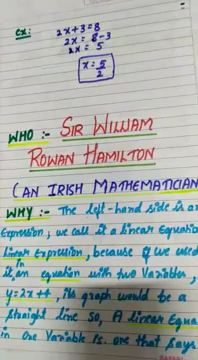 Ex: 2x+3=8
2x = 8-3
2x = 5
x = 5/2
WHO :- SIR WILLIAM
ROWAN HAMILTON
(AN IRISH MATHEMATICIAN
WHY :- The left-hand side is an
Expression, we call it a linear Equation
linear Expression, because if we used
in
it an equation with two Variables,
y=2x+4, its graph would be a
straight line so, A linear Equa
in One Variable is one that says